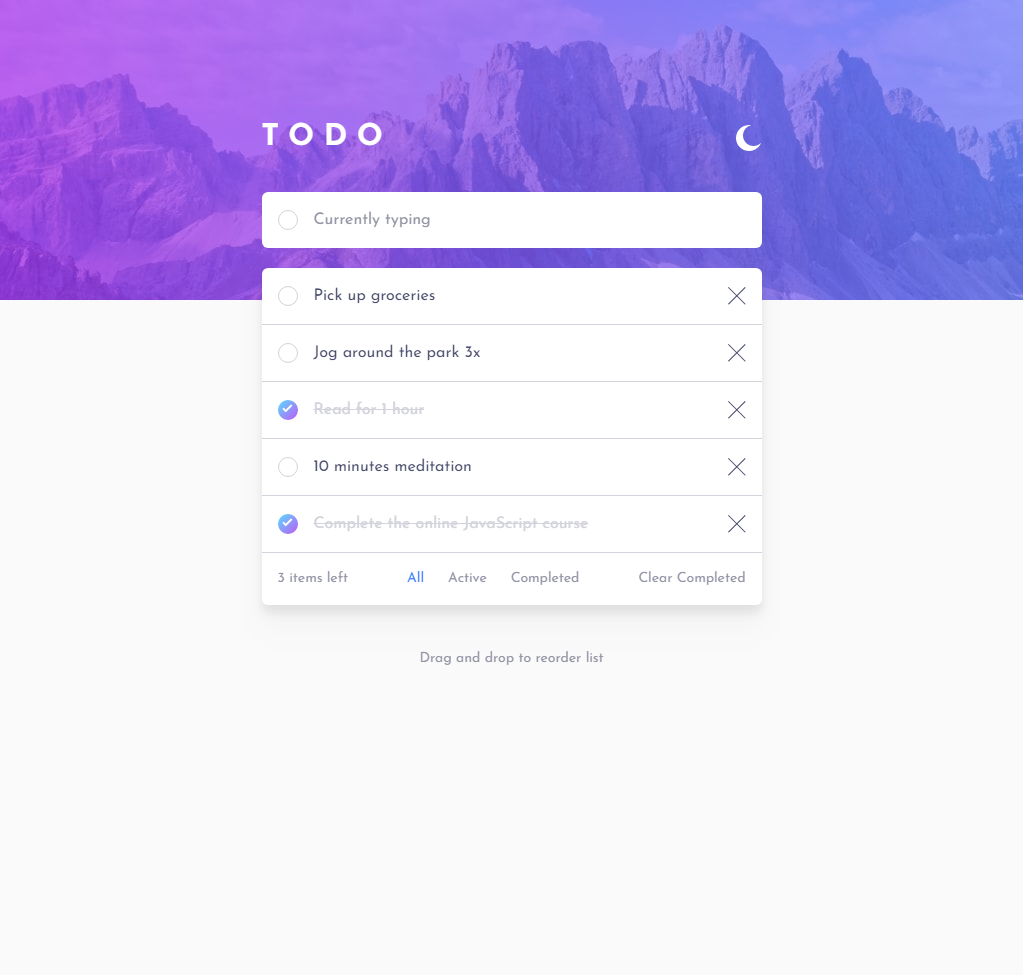 TODO
Currently typing
Pick up groceries
Jog around the park 3x
Read for 1 hour
10 minutes meditation
Complete the online JavaScript course
3 items left All Active Completed Clear Completed
Drag and drop to reorder list